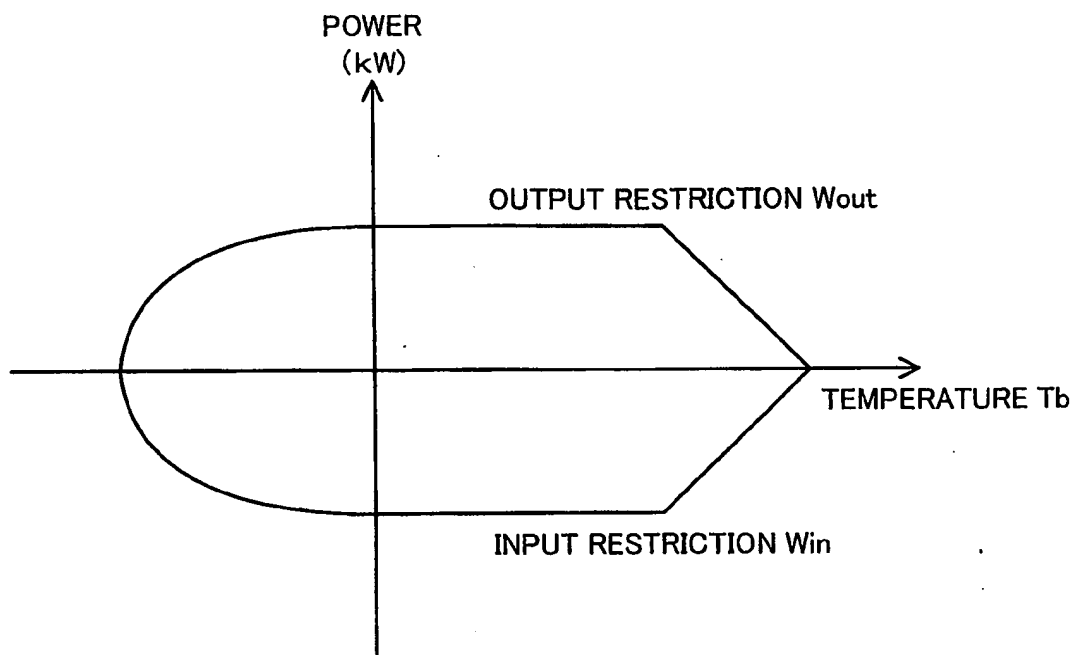 POWER
(kW)
OUTPUT RESTRICTION Wout
TEMPERATURE Tb
INPUT RESTRICTION Win